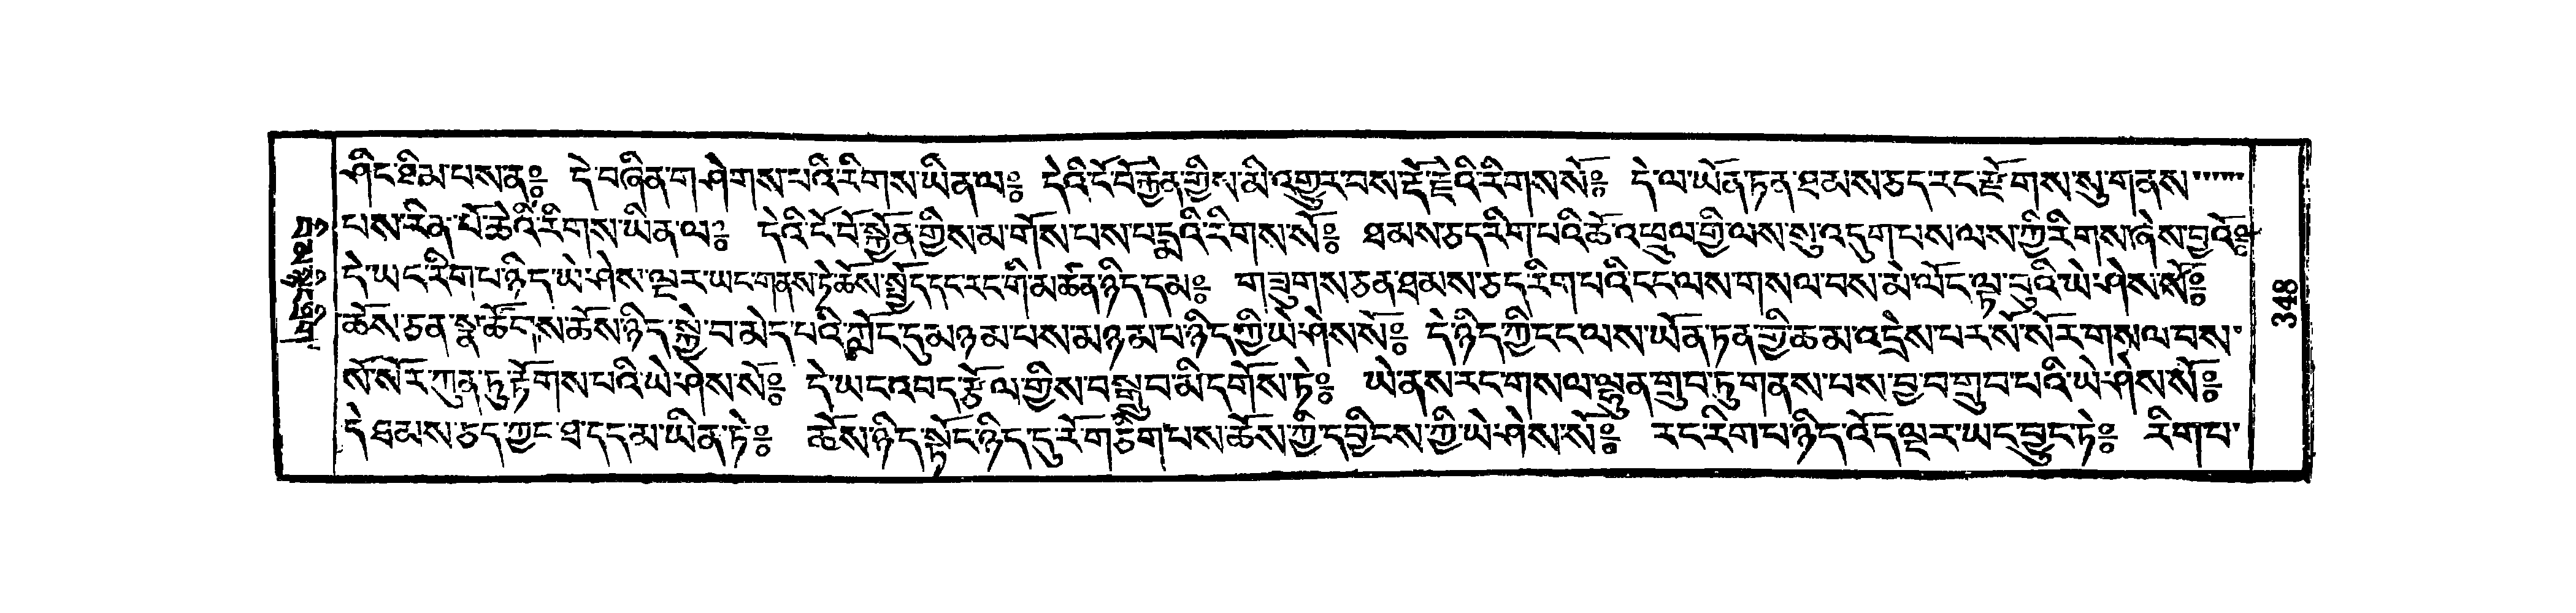 ཤིང་ཐིམ་པས་ན༔ དེ་བཞིན་གཤེགས་པའི་རིགས་ཡིན་ལ༔ དེའི་ངོ་བོ་རྐྱེན་གྱིས་མི་འགྱུར་བས་རྡོ་རྗེའི་རིགས་སོ༔ དེ་ལ་ཡོན་ཏན་ཐམས་ཅད་རང་རྫོགས་སུ་གནས་
པས་རིན་པོ་ཆེའི་རིགས་ཡིན་ལ༔ དེའི་ངོ་བོ་སྐྱོན་གྱིས་མ་གོས་པས་པདྨའི་རིགས་སོ༔ ཐམས་ཅད་རིག་པའི་ཆོ་འཕྲུལ་གྱི་ལས་སུ་འདུག་པས་ལས་ཀྱི་རིགས་ཞེས་བྱའོ༔
དེ་ཡང་རིག་པ་ཉིད་ཡེ་ཤེས་ལྔར་ཡང་གནས་ཏེ་ཆོས་སྤྱོད་དང་རང་གི་མཚན་ཉིད་དམ༔ གཟུགས་ཅན་ཐམས་ཅད་རིག་པའི་ངང་ལས་གསལ་བས་མེ་ལོང་ལྟ་བུའི་ཡེ་ཤེས་སོ༔
ཆོས་ཅན་སྣ་ཚོངས་ཆོས་ཉིད་སྐྱེ་བ་མེད་པའི་ཀློང་དུ་མཉམ་པས་མཉམ་པ་ཉིད་ཀྱི་ཡེ་ཤེས་སོ༔ དེ་ཉིད་ཀྱི་ངང་ལས་ཡོན་ཏན་གྱི་ཆ་མ་འདྲེས་པར་སོ་སོར་གསལ་བས་
སོ་སོར་ཀུན་ཏུ་རྟོགས་པའི་ཡེ་ཤེས་སོ༔ དེ་ཡང་འབད་རྩོལ་གྱིས་བསྒྲུབ་མི་དགོས་ཏེ༔ ཡེ་ནས་རང་གསལ་ལྷུན་གྲུབ་ཏུ་གནས་པས་བྱ་བ་གྲུབ་པའི་ཡེ་ཤེས་སོ༔
དེ་ཐམས་ཅད་ཀྱང་ཐ་དད་མ་ཡིན་ཏེ༔ ཆོས་ཉིད་སྟོང་ཉིད་དུ་རོ་གཅིག་པས་ཆོས་ཀྱི་དབྱིངས་ཀྱི་ཡེ་ཤེས་སོ༔ རང་རིག་པ་ཉིད་འོད་ལྔར་ཡང་བྱུང་ཏེ༔ རིག་པ་